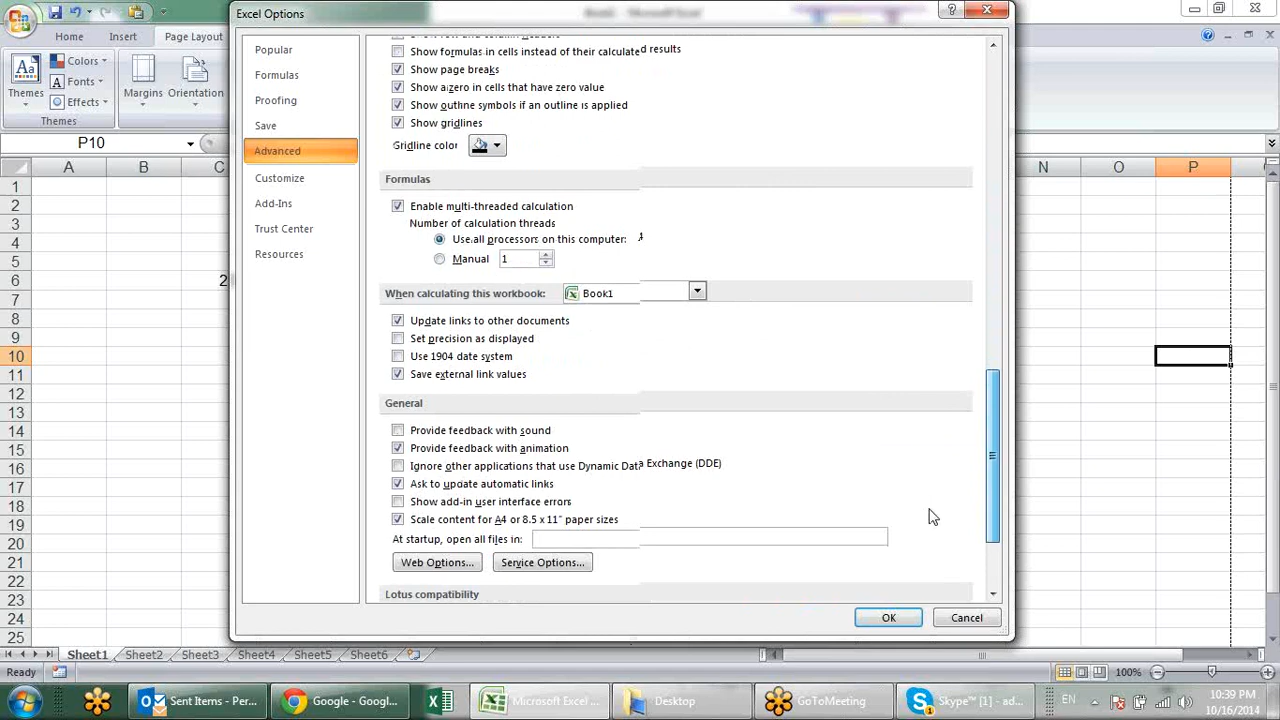 Excel Options
Home
Insert
Page Layout
Popular
Formulas
Proofing
Save
Advanced
Customize
Add-Ins
Trust Center
Resources
Themes
Colors
Fonts
Effects
Themes
Margins
Orientation
P10
Show formulas in cells instead of their calculated results
Show page breaks
Show a zero in cells that have zero value
Show outline symbols if an outline is applied
Show gridlines
Gridline color
Formulas
Enable multi-threaded calculation
Number of calculation threads
Use all processors on this computer:
Manual 1
When calculating this workbook: Book1
Update links to other documents
Set precision as displayed
Use 1904 date system
Save external link values
General
Provide feedback with sound
Provide feedback with animation
Ignore other applications that use Dynamic Data Exchange (DDE)
Ask to update automatic links
Show add-in user interface errors
Scale content for A4 or 8.5 x 11" paper sizes
At startup, open all files in:
Web Options... Service Options...
Lotus compatibility
OK Cancel
A B C N O P
1
2
3
4
5
6 2
7
8
9
10
11
12
13
14
15
16
17
18
19
20
21
22
23
24
25
Sheet1 Sheet2 Sheet3 Sheet4 Sheet5 Sheet6
Ready 100%
Sent Items - Per...
Google - Googl...
Microsoft Excel ...
Desktop
GoToMeeting
Skype™ [1] - ad...
EN
10:39 PM
10/16/2014